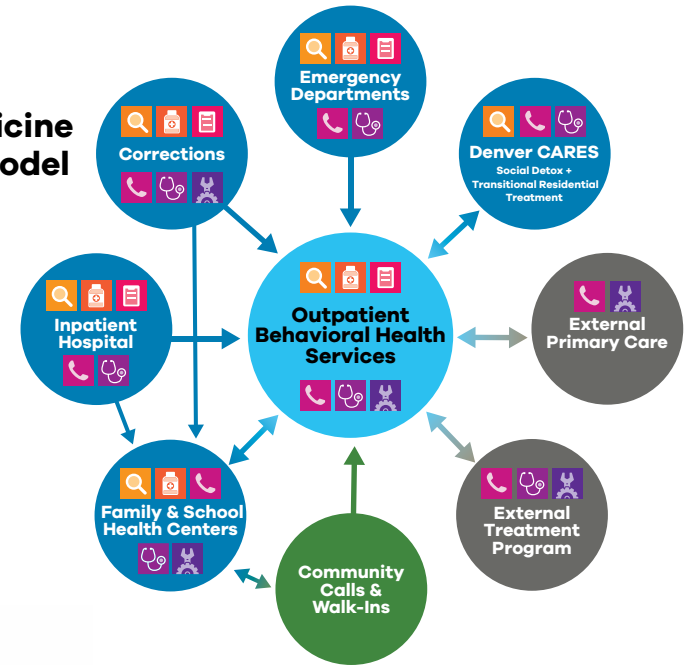 icine
odel
Emergency
Departments
Corrections
Denver CARES
Social Detox +
Transitional Residential
Treatment
Outpatient
Behavioral Health
Services
Inpatient
Hospital
External
Primary Care
Family & School
Health Centers
External
Treatment
Program
Community
Calls &
Walk-Ins